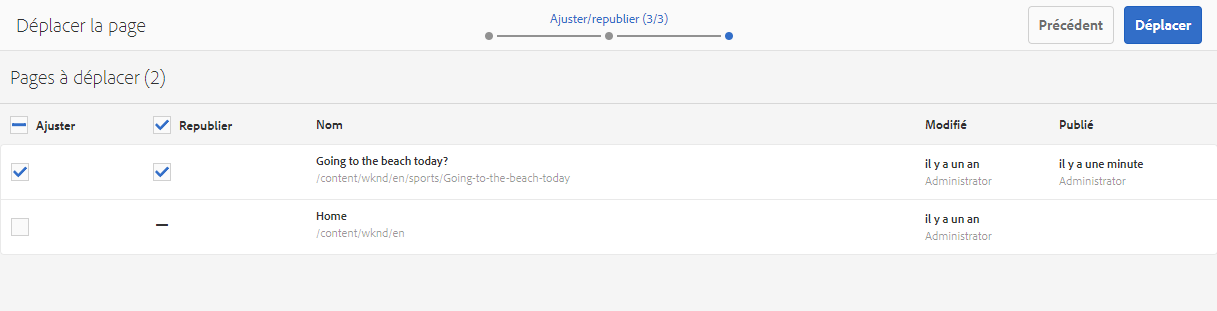 Déplacer la page
Ajuster/republier (3/3)
Précédent
Déplacer
Pages à déplacer (2)
Ajuster Republier Nom Modifié Publié
Going to the beach today? il y a un an il y a une minute
/content/wknd/en/sports/Going-to-the-beach-today Administrator Administrator
Home il y a un an
/content/wknd/en Administrator